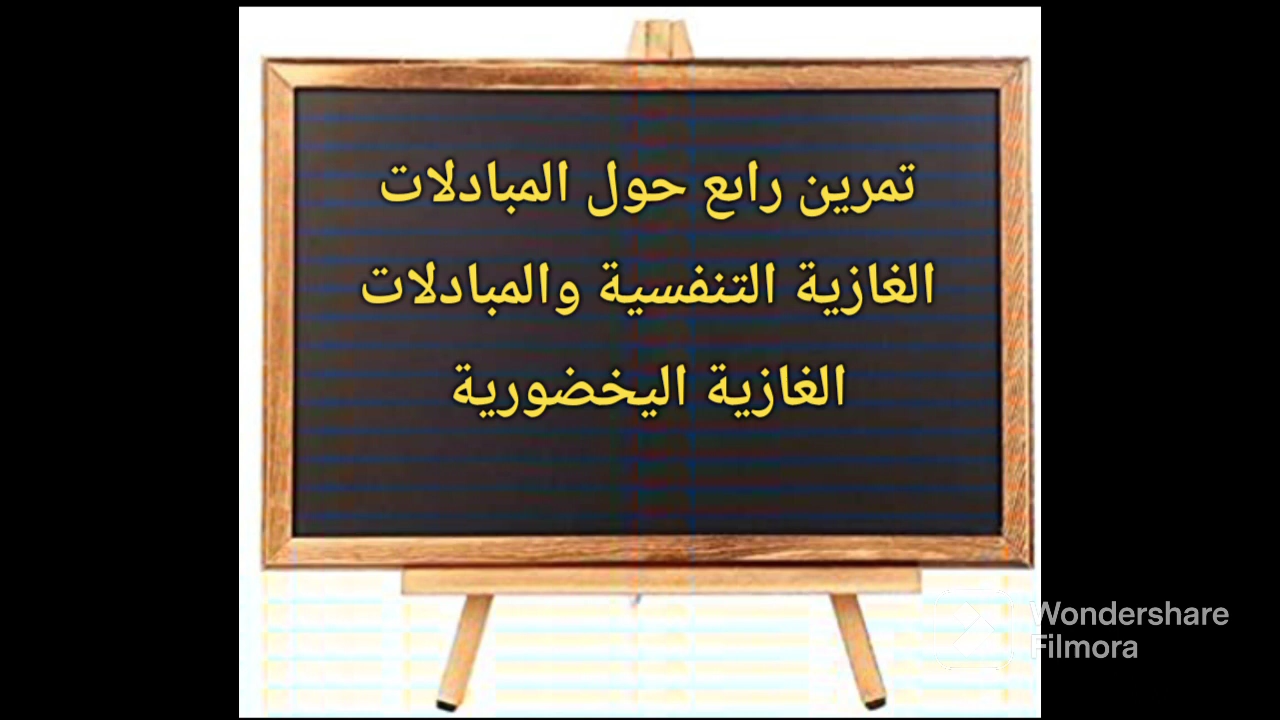 تمرين رابع حول المبادلات
الغازية التنفسية والمبادلات
الغازية اليخضورية
Wondershare
Filmora